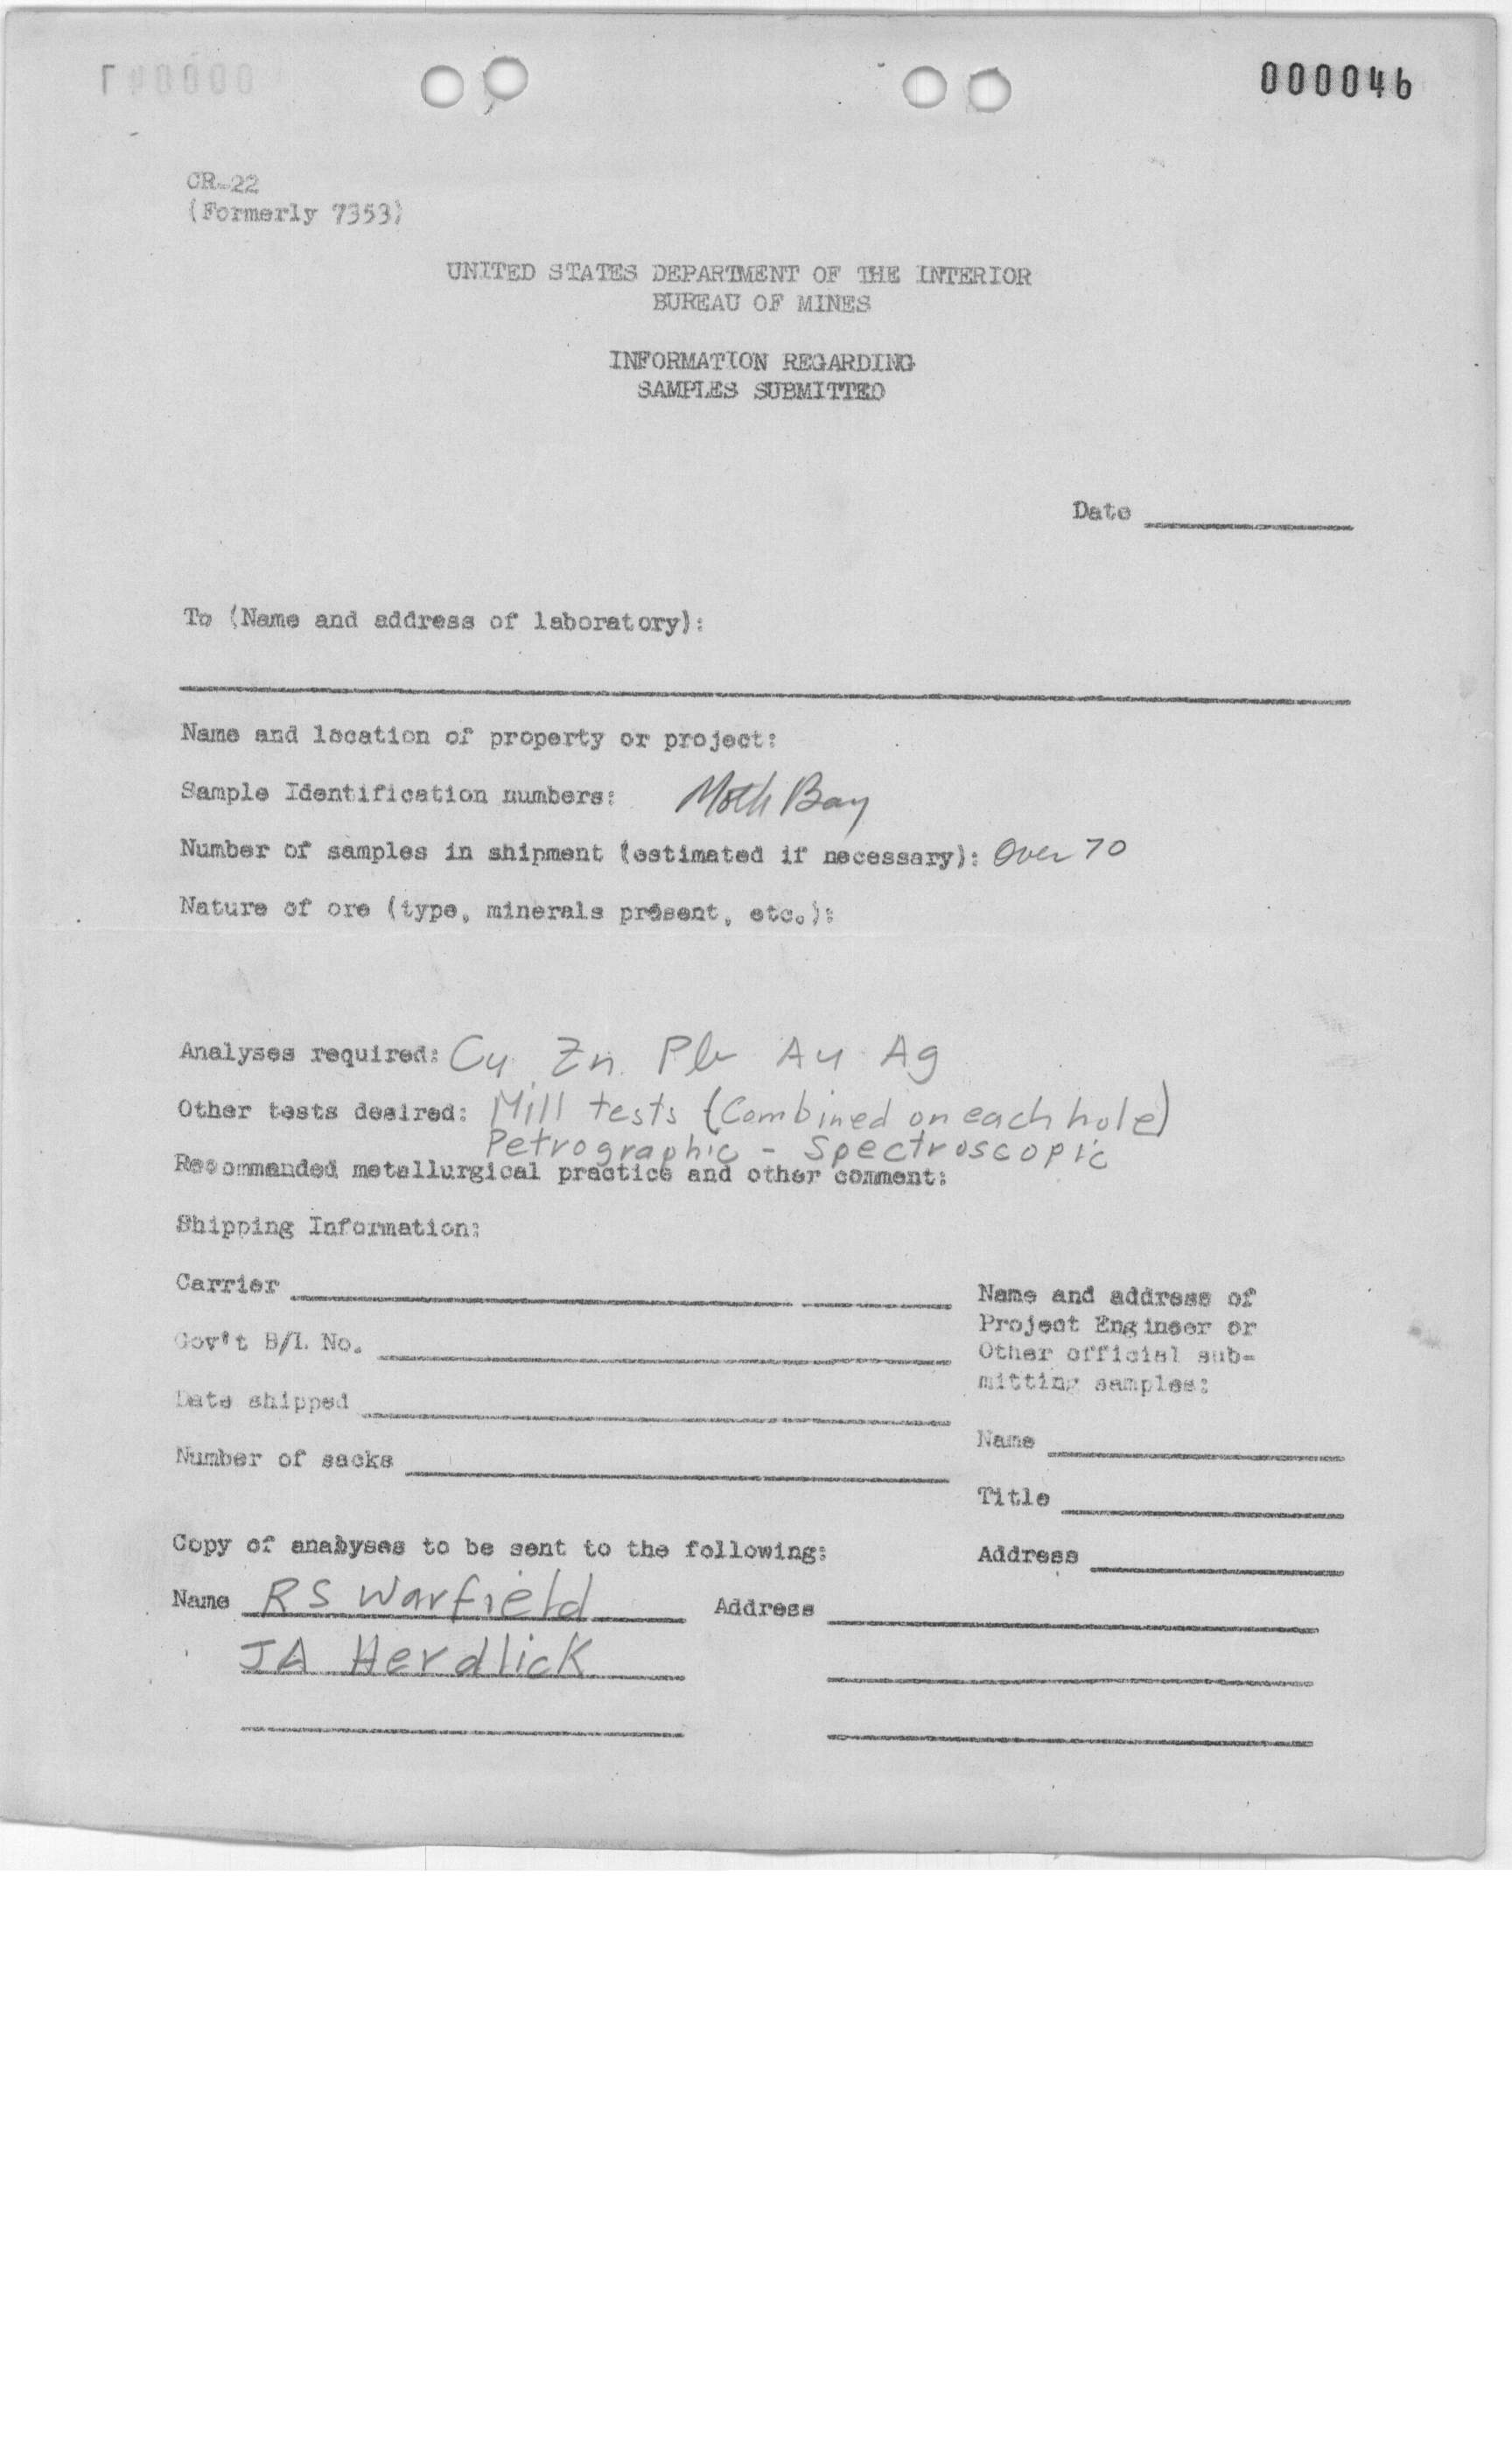 000046
CR-22
(Formerly 7353)
UNITED STATES DEPARTMENT OF THE INTERIOR
BUREAU OF MINES
INFORMATION REGARDING
SAMPLES SUBMITTED
Date
To (Name and address of laboratory):
Name and location of property or project:
Sample Identification numbers: Moth Bay
Number of samples in shipment (estimated if necessary): Over 70
Nature of ore (type, minerals present, etc.):
Analyses required: Cu Zn Pb Au Ag
Other tests desired: Mill tests (Combined on each hole)
Petrographic - Spectroscopic
Recommended metallurgical practice and other comment:
Shipping Information:
Carrier
Gov't B/L No.
Date shipped
Number of sacks
Name and address of
Project Engineer or
Other official sub-
mitting samples:
Name
Title
Address
Copy of analyses to be sent to the following:
Name RS Warfield Address
JA Herdlick